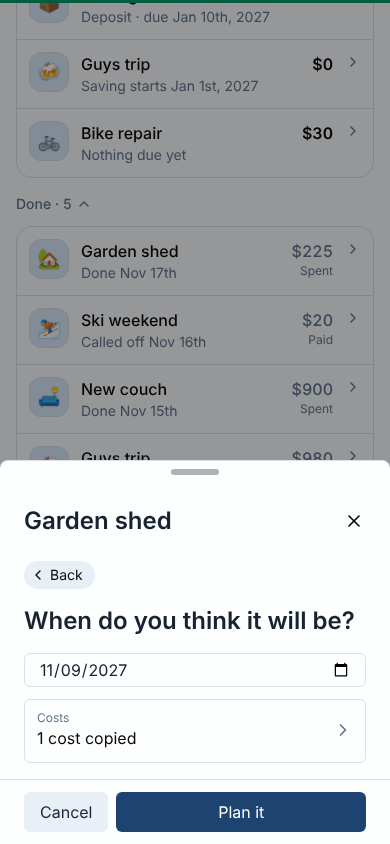 Deposit · due Jan 10th, 2027
Guys trip
$0
Saving starts Jan 1st, 2027
Bike repair
$30
Nothing due yet
Done · 5
Garden shed
$225
Done Nov 17th
Spent
Ski weekend
$20
Called off Nov 16th
Paid
New couch
$900
Done Nov 15th
Spent
Guys trip
$980
Garden shed
Back
When do you think it will be?
11/09/2027
Costs
1 cost copied
Cancel
Plan it